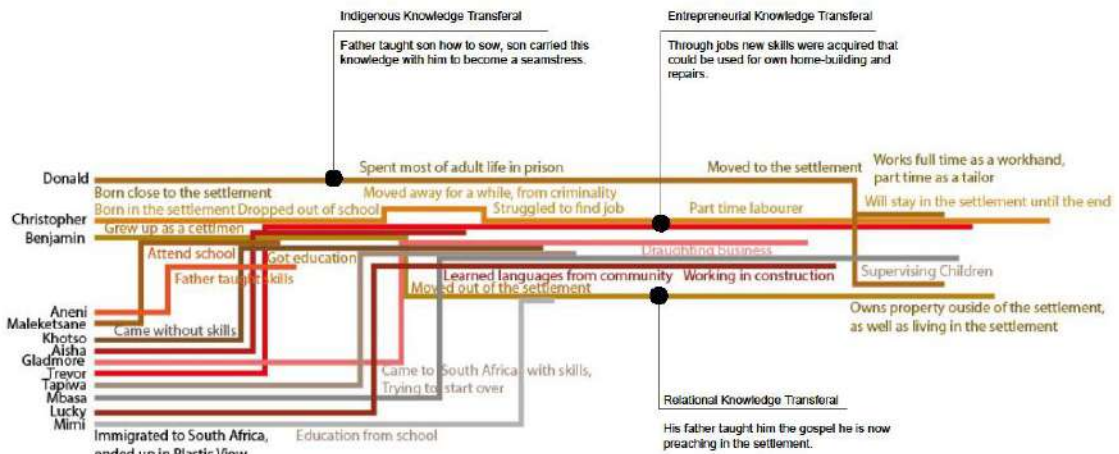 Indigenous Knowledge Transferal
Father taught son how to sow, son carried this
knowledge with him to become a seamstress.
Entrepreneurial Knowledge Transferal
Through jobs new skills were acquired that
could be used for own home-building and
repairs.
Donald
Spent most of adult life in prison
Moved to the settlement
Works full time as a workhand,
part time as a tailor
Born close to the settlement
Moved away for a while, from criminality
Will stay in the settlement until the end
Christopher
Born in the settlement
Dropped out of school
Struggled to find job
Part time labourer
Benjamin
Grew up as a cettlmen
Attend school
Got education
Draughting business
Father taught skills
Learned languages from community
Working in construction
Supervising Children
Moved out of the settlement
Owns property ouside of the settlement,
as well as living in the settlement
Aneni
Maleketsane
Khotso
Came without skills
Aisha
Gladmore
Trevor
Tapiwa
Mbasa
Lucky
Mimi
Came to South Africa with skills,
Trying to start over
Relational Knowledge Transferal
His father taught him the gospel he is now
preaching in the settlement.
Immigrated to South Africa,
ended up in Plastic View
Education from school